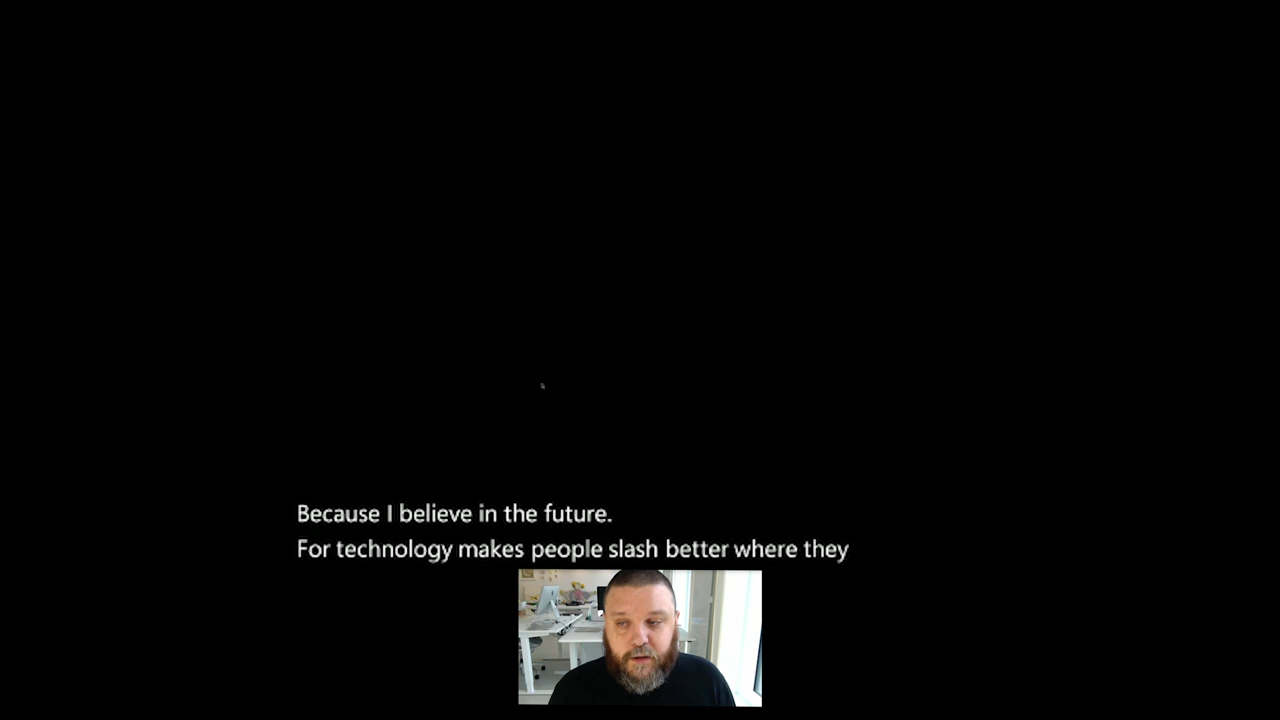 Because I believe in the future.
For technology makes people slash better where they